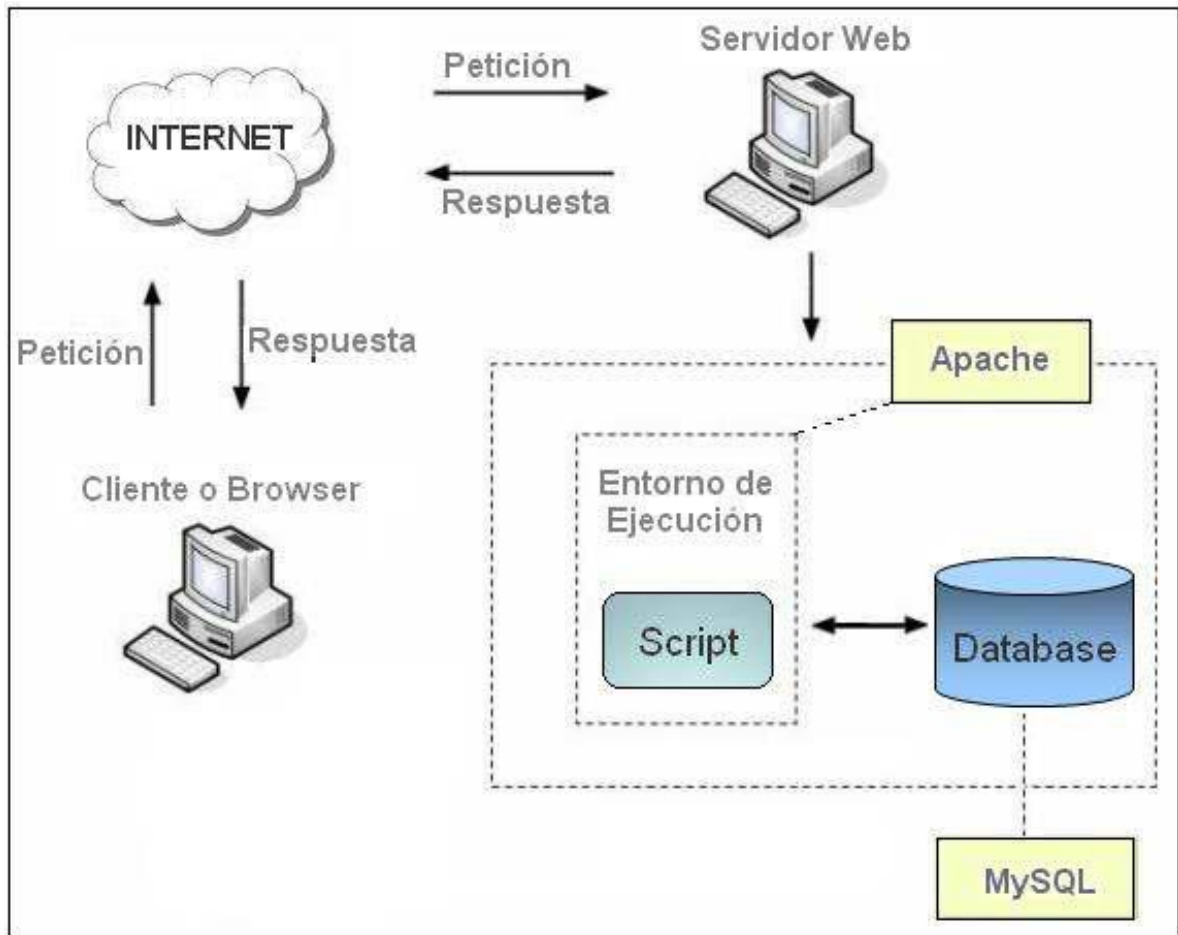 Servidor Web
Petición
INTERNET
Respuesta
Petición
Respuesta
Apache
Cliente o Browser
Entorno de
Ejecución
Script
Database
MySQL